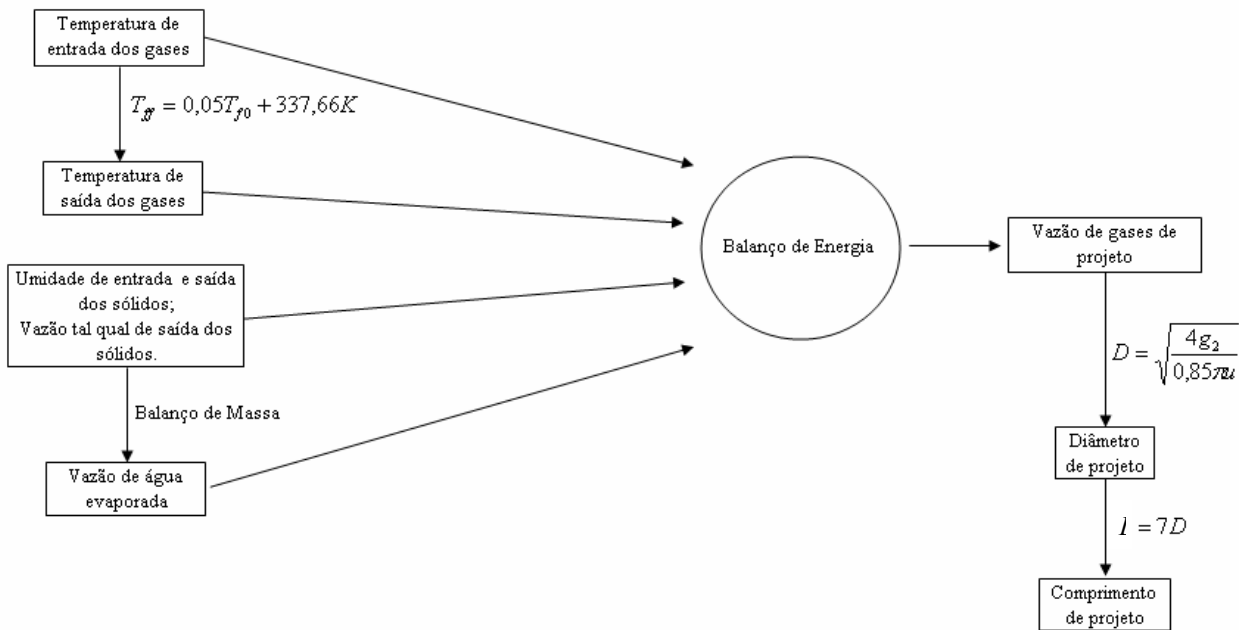 Temperatura de
entrada dos gases
T_ff = 0,05T_f0 + 337,66K
Temperatura de
saída dos gases
Umidade de entrada e saída
dos sólidos;
Vazão tal qual de saída dos
sólidos.
Balanço de Massa
Vazão de água
evaporada
Balanço de Energia
Vazão de gases de
projeto
D = √(4g₂ / 0,85πu)
Diâmetro
de projeto
l = 7D
Comprimento
de projeto